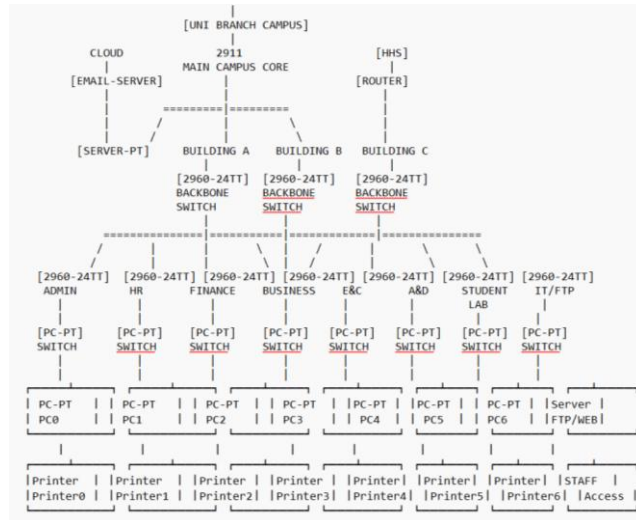 [UNI BRANCH CAMPUS]
CLOUD 2911 [HHS]
MAIN CAMPUS CORE
[EMAIL-SERVER] [ROUTER]
[SERVER-PT] BUILDING A BUILDING B BUILDING C
[2960-24TT] [2960-24TT] [2960-24TT]
BACKBONE BACKBONE BACKBONE
SWITCH SWITCH SWITCH
[2960-24TT] [2960-24TT] [2960-24TT] [2960-24TT] [2960-24TT] [2960-24TT]
ADMIN HR FINANCE BUSINESS E&C A&D STUDENT IT/FTP
LAB
[PC-PT] [PC-PT] [PC-PT] [PC-PT] [PC-PT] [PC-PT] [PC-PT] [PC-PT]
SWITCH SWITCH SWITCH SWITCH SWITCH SWITCH SWITCH SWITCH
PC-PT PC-PT PC-PT PC-PT PC-PT PC-PT PC-PT Server
PC0 PC1 PC2 PC3 PC4 PC5 PC6 FTP/WEB
Printer Printer Printer Printer Printer Printer Printer STAFF
Printer0 Printer1 Printer2 Printer3 Printer4 Printer5 Printer6 Access